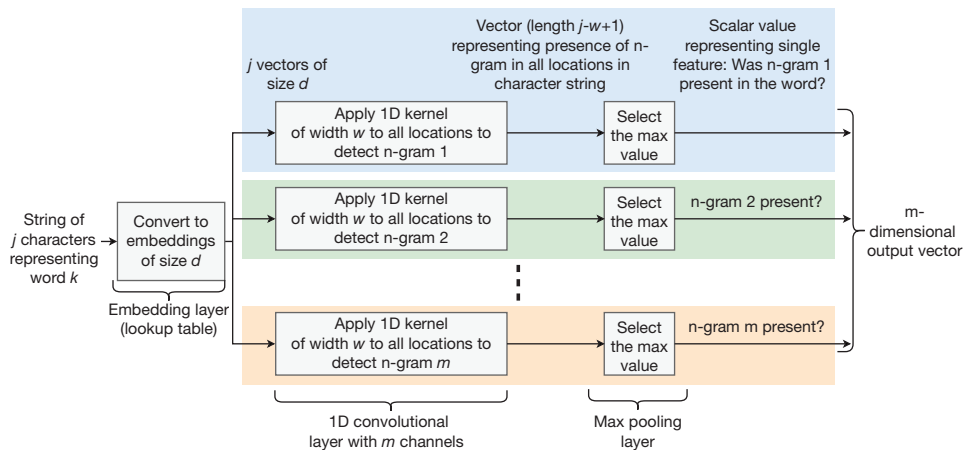 j vectors of
size d
Vector (length j-w+1)
representing presence of n-
gram in all locations in
character string
Scalar value
representing single
feature: Was n-gram 1
present in the word?
Apply 1D kernel
of width w to all locations to
detect n-gram 1
Select
the max
value
String of
j characters
representing
word k
Convert to
embeddings
of size d
Embedding layer
(lookup table)
Apply 1D kernel
of width w to all locations to
detect n-gram 2
Select
the max
value
n-gram 2 present?
m-
dimensional
output vector
Apply 1D kernel
of width w to all locations to
detect n-gram m
Select
the max
value
n-gram m present?
1D convolutional
layer with m channels
Max pooling
layer